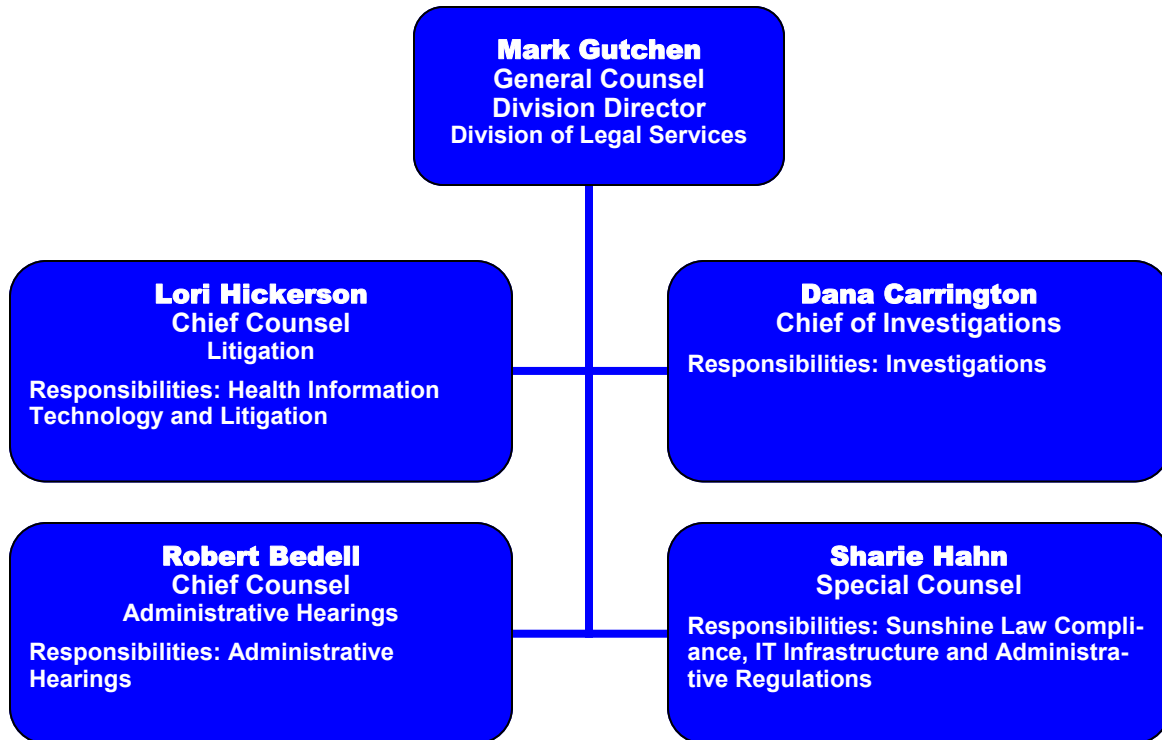 Mark Gutchen
General Counsel
Division Director
Division of Legal Services
Lori Hickerson
Chief Counsel
Litigation
Responsibilities: Health Information
Technology and Litigation
Dana Carrington
Chief of Investigations
Responsibilities: Investigations
Robert Bedell
Chief Counsel
Administrative Hearings
Responsibilities: Administrative
Hearings
Sharie Hahn
Special Counsel
Responsibilities: Sunshine Law Compli-
ance, IT Infrastructure and Administra-
tive Regulations